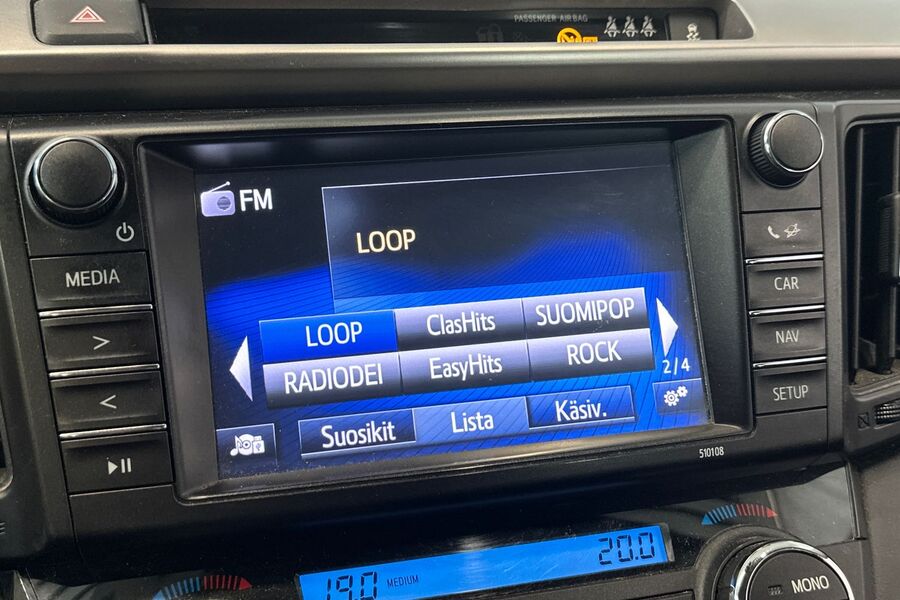 PASSENGER AIR BAG
FM
LOOP
MEDIA
CAR
NAV
SETUP
LOOP ClasHits SUOMIPOP
RADIODEI EasyHits ROCK
2/4
Suosikit Lista Käsiv.
510108
19.0 MEDIUM 20.0
MONO